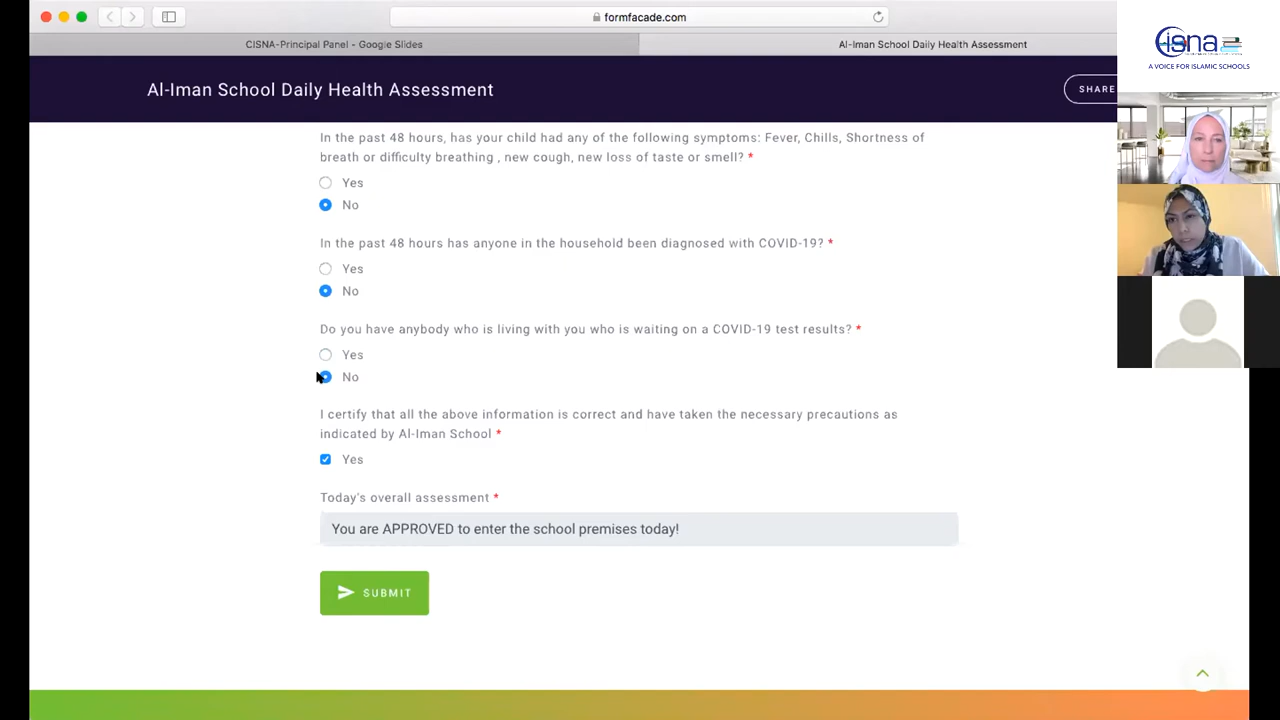 formfacade.com
CISNA-Principal Panel - Google Slides
Al-Iman School Daily Health Assessment
cisna
A VOICE FOR ISLAMIC SCHOOLS
Al-Iman School Daily Health Assessment
SHARE
In the past 48 hours, has your child had any of the following symptoms: Fever, Chills, Shortness of
breath or difficulty breathing , new cough, new loss of taste or smell? *
Yes
No
In the past 48 hours has anyone in the household been diagnosed with COVID-19? *
Yes
No
Do you have anybody who is living with you who is waiting on a COVID-19 test results? *
Yes
No
I certify that all the above information is correct and have taken the necessary precautions as
indicated by Al-Iman School *
Yes
Today's overall assessment *
You are APPROVED to enter the school premises today!
SUBMIT